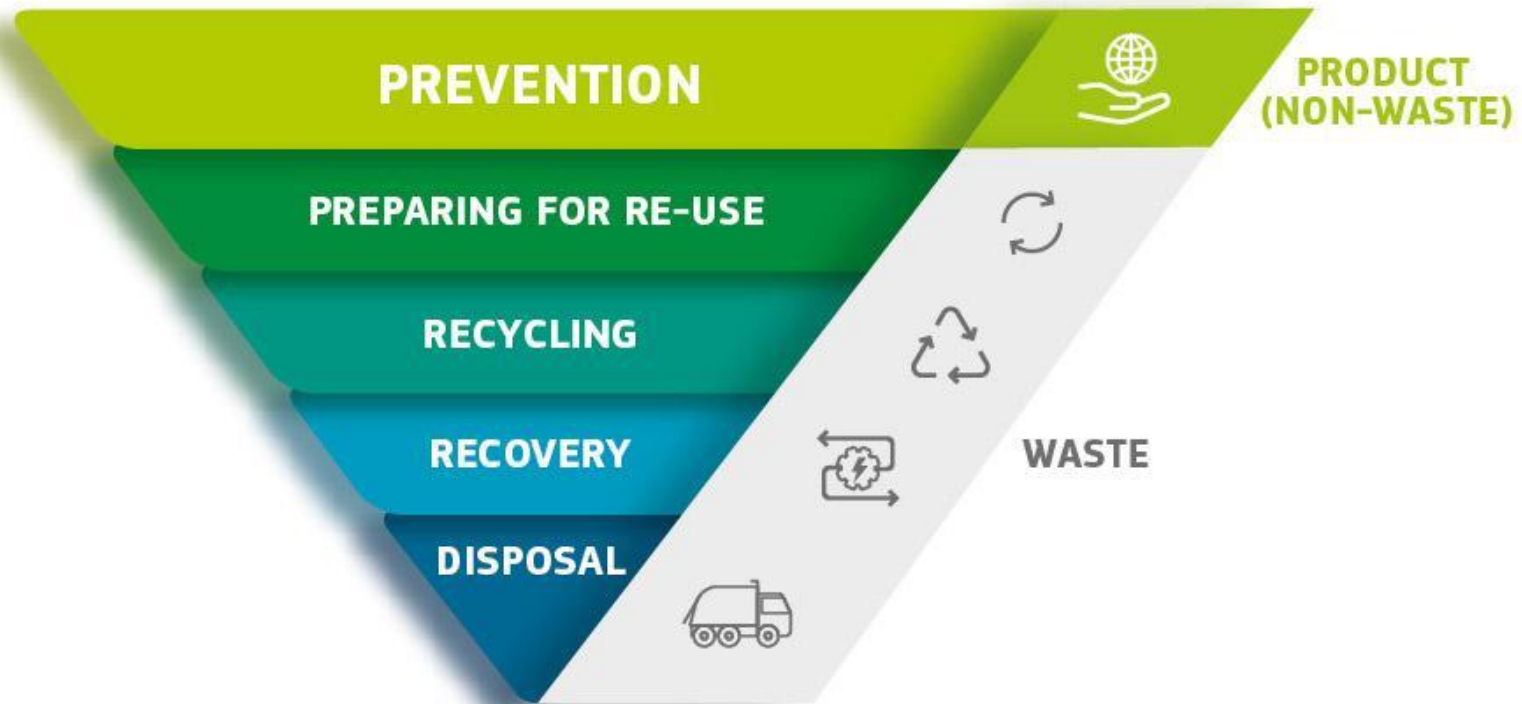 PREVENTION
PRODUCT
(NON-WASTE)
PREPARING FOR RE-USE
RECYCLING
RECOVERY
WASTE
DISPOSAL